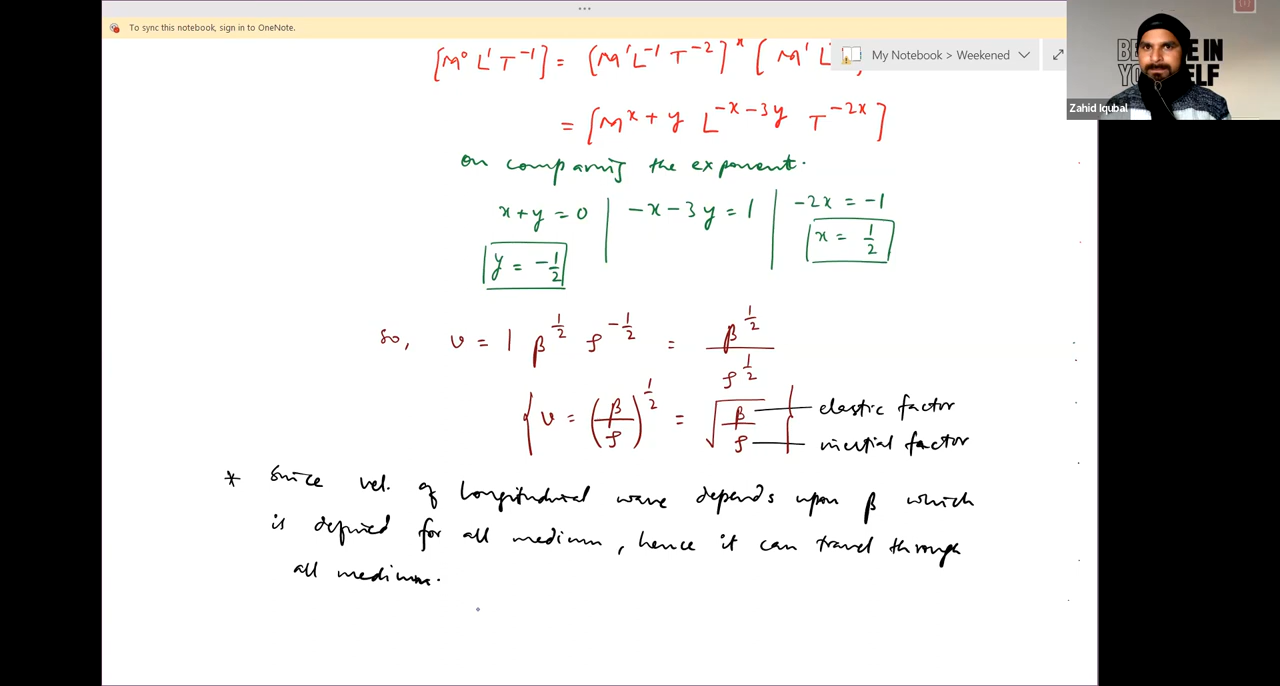 To sync this notebook, sign in to OneNote.
My Notebook > Weekened
Zahid Iqubal
[M⁰ L¹ T⁻¹] = (M¹ L⁻¹ T⁻²]ˣ [M¹ L
= [Mˣ⁺ʸ L⁻ˣ⁻³ʸ T⁻²ˣ]
on comparing the exponent.
x + y = 0 | -x - 3y = 1 | -2x = -1
y = -1/2
x = 1/2
So, v = 1 β^(1/2) ρ^(-1/2) = β^(1/2) / ρ^(1/2)
v = (β/ρ)^(1/2) = √(β/ρ)
elastic factor
inertial factor
* Since vel. of longitudinal wave depends upon β which
is defined for all medium, hence it can travel through
all medium.